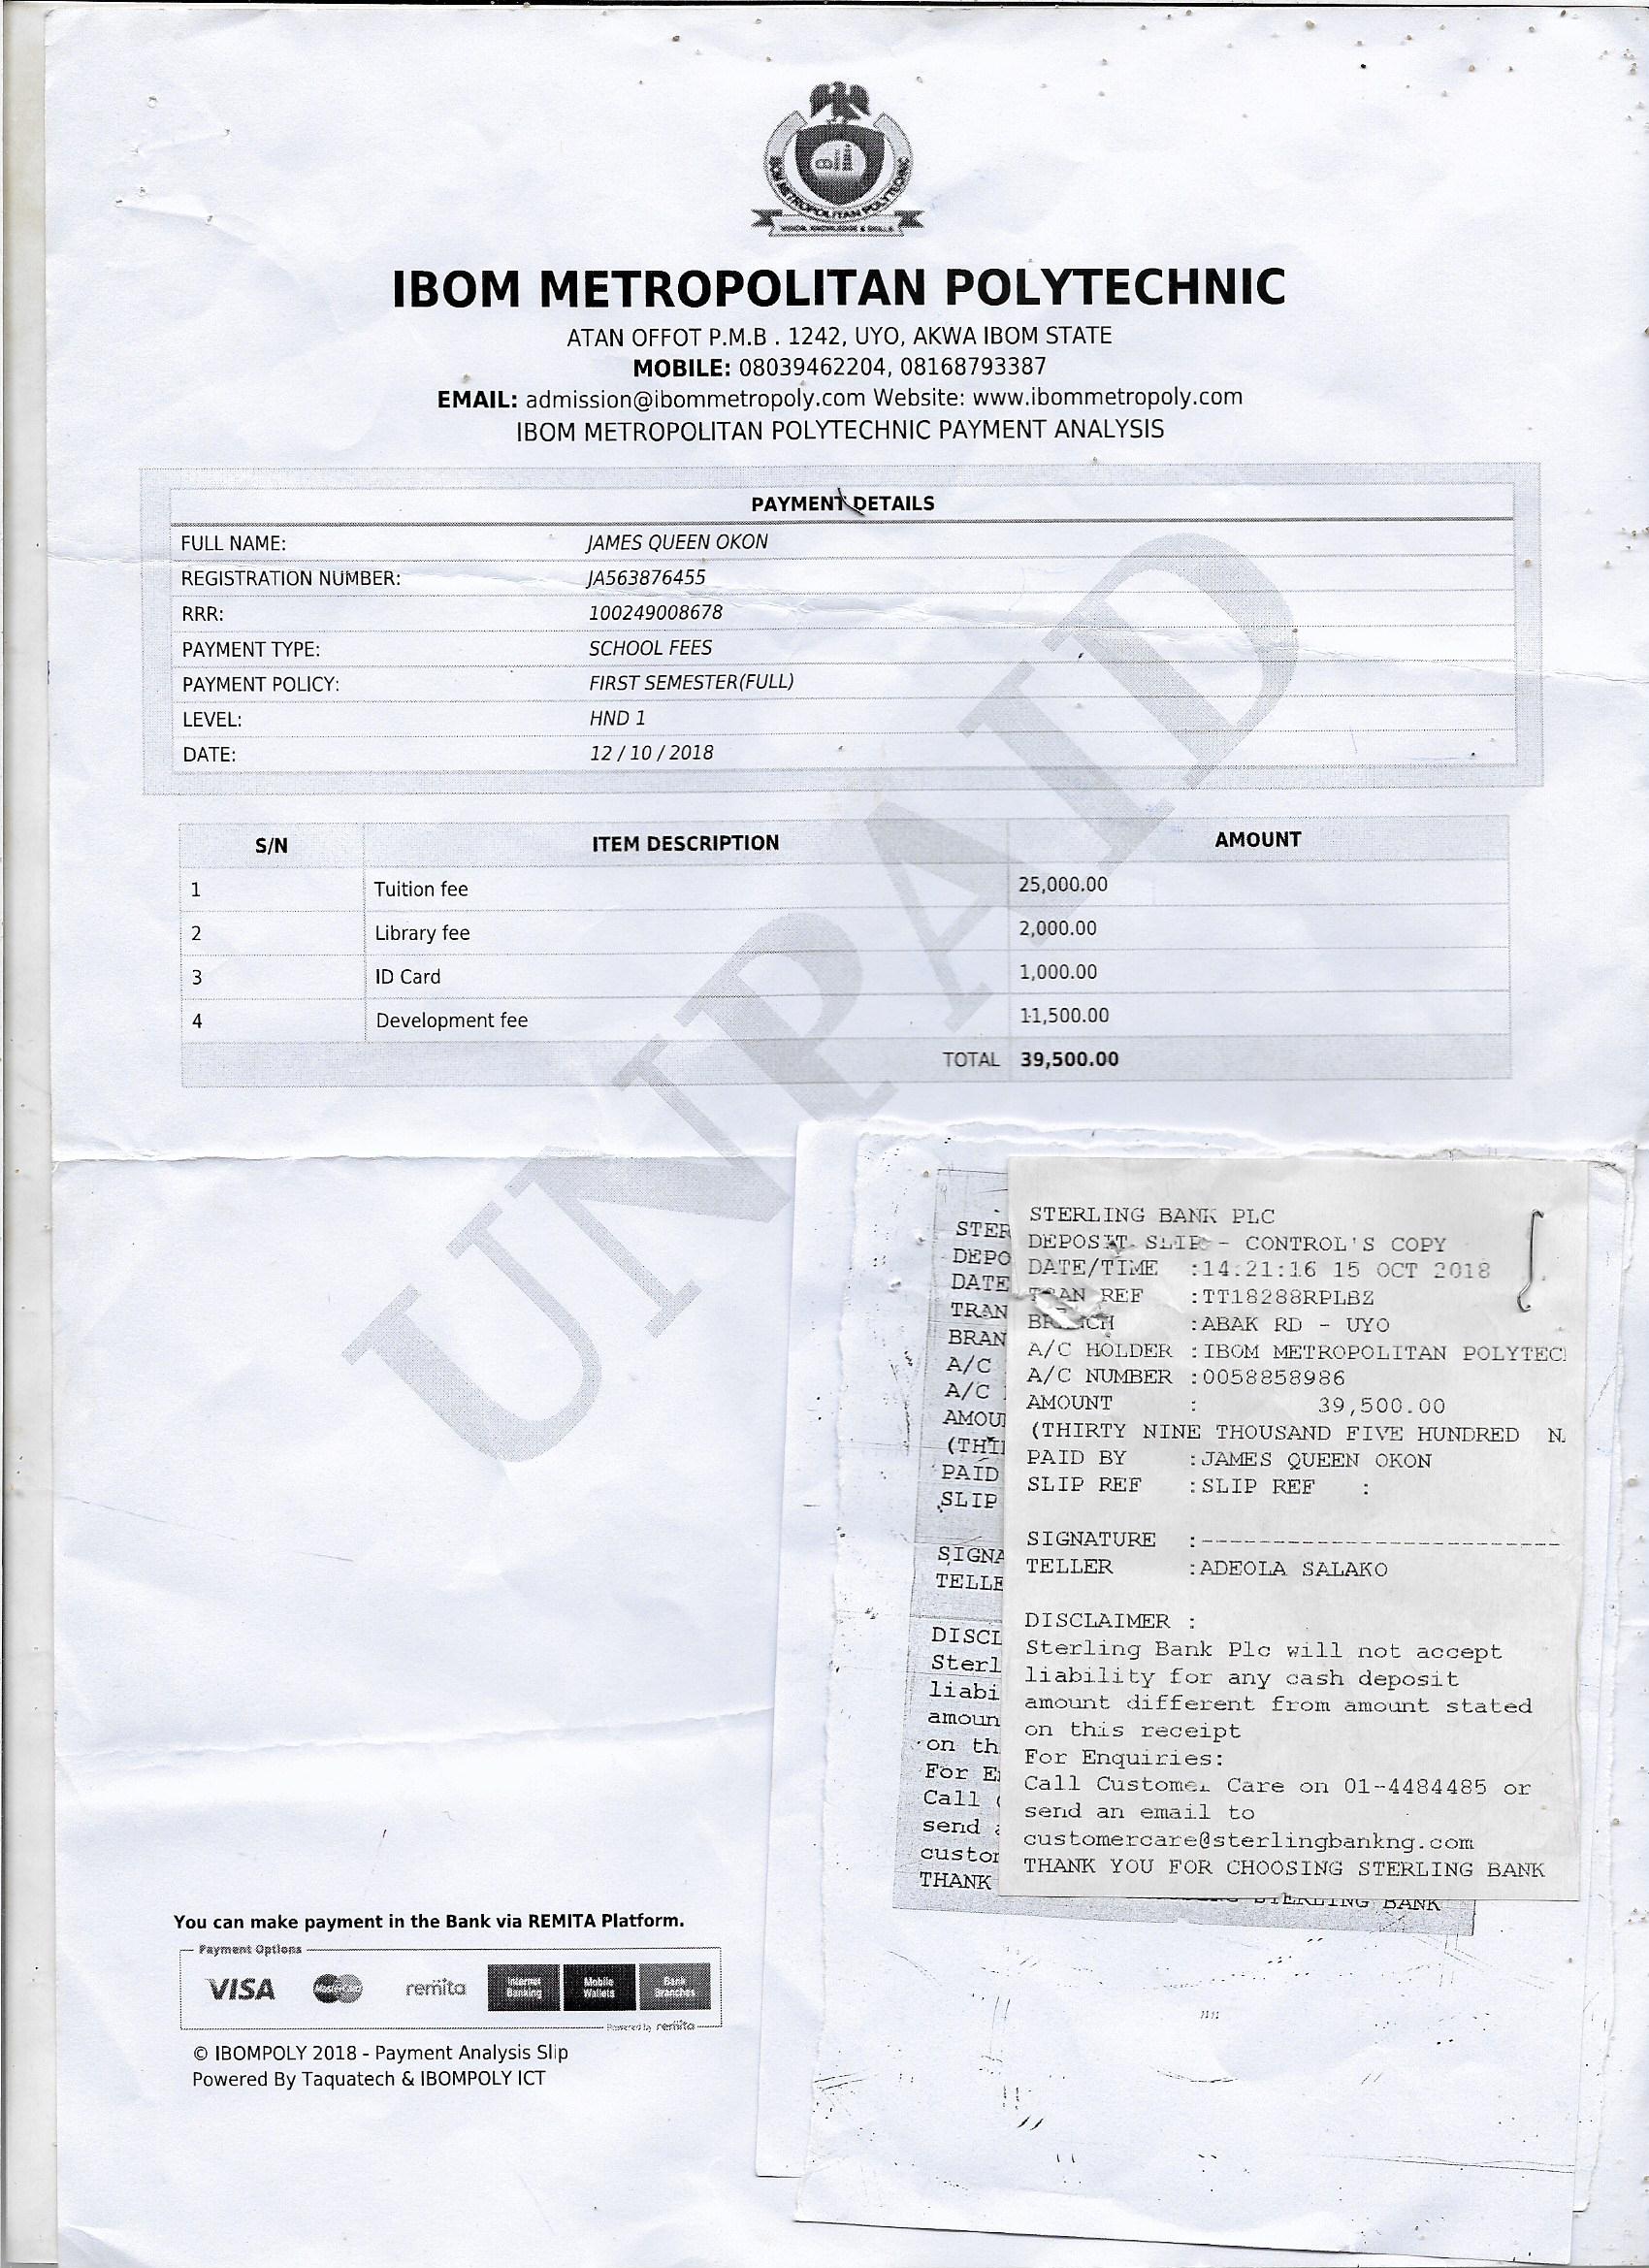 IBOM METROPOLITAN POLYTECHNIC
VISION, KNOWLEDGE & SKILLS
IBOM METROPOLITAN POLYTECHNIC
ATAN OFFOT P.M.B . 1242, UYO, AKWA IBOM STATE
MOBILE: 08039462204, 08168793387
EMAIL: admission@ibommetropoly.com Website: www.ibommetropoly.com
IBOM METROPOLITAN POLYTECHNIC PAYMENT ANALYSIS
PAYMENT DETAILS
FULL NAME: JAMES QUEEN OKON
REGISTRATION NUMBER: JA563876455
RRR: 100249008678
PAYMENT TYPE: SCHOOL FEES
PAYMENT POLICY: FIRST SEMESTER(FULL)
LEVEL: HND 1
DATE: 12 / 10 / 2018
S/N ITEM DESCRIPTION AMOUNT
1 Tuition fee 25,000.00
2 Library fee 2,000.00
3 ID Card 1,000.00
4 Development fee 11,500.00
TOTAL 39,500.00
UNPAID
STERLING BANK PLC
DEPOSIT SLIP - CONTROL'S COPY
DATE/TIME :14:21:16 15 OCT 2018
TRAN REF :TT18288RPLBZ
BRANCH :ABAK RD - UYO
A/C HOLDER :IBOM METROPOLITAN POLYTEC
A/C NUMBER :0058858986
AMOUNT : 39,500.00
(THIRTY NINE THOUSAND FIVE HUNDRED N
PAID BY :JAMES QUEEN OKON
SLIP REF :SLIP REF :
SIGNATURE :-------------------------
TELLER :ADEOLA SALAKO
DISCLAIMER :
Sterling Bank Plc will not accept
liability for any cash deposit
amount different from amount stated
on this receipt
For Enquiries:
Call Customer Care on 01-4484485 or
send an email to
customercare@sterlingbankng.com
THANK YOU FOR CHOOSING STERLING BANK
STER
DEPO
DATE
TRAN
BRAN
A/C
A/C
AMOU
(THI
PAID
SLIP
SIGNA
TELLE
DISCL
Sterl
liabi
amoun
on th
For E
Call
send
custo
THANK
STERLING BANK
You can make payment in the Bank via REMITA Platform.
Payment Options
VISA MasterCard remita Internet Banking Mobile Wallets Bank Branches
Powered by remita
© IBOMPOLY 2018 - Payment Analysis Slip
Powered By Taquatech & IBOMPOLY ICT